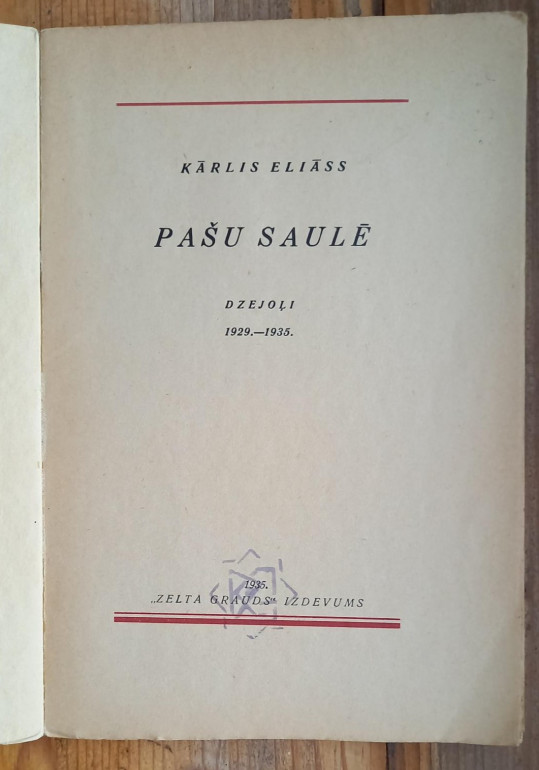 KĀRLIS ELIĀSS
PAŠU SAULĒ
DZEJOĻI
1929.—1935.
1935.
„ZELTA GRAUDS“ IZDEVUMS